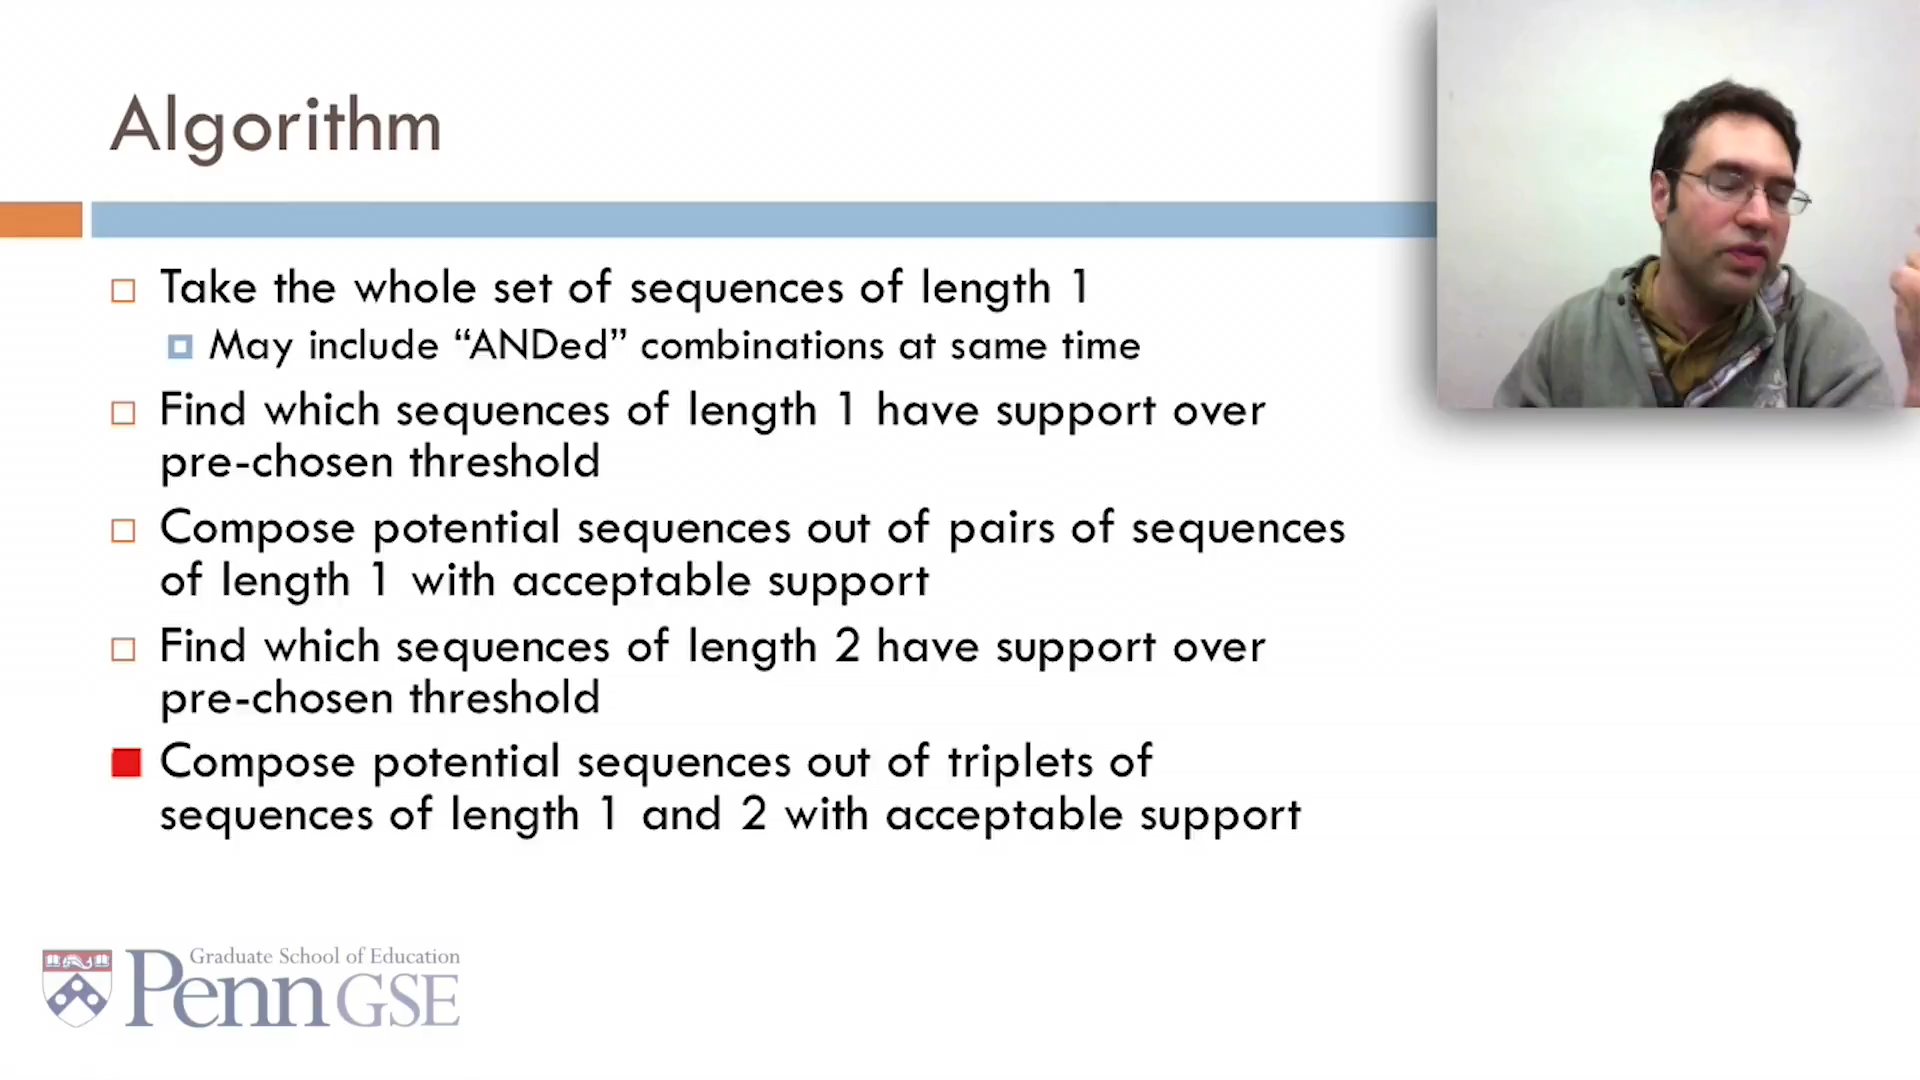 Algorithm
Take the whole set of sequences of length 1
May include “ANDed” combinations at same time
Find which sequences of length 1 have support over
pre-chosen threshold
Compose potential sequences out of pairs of sequences
of length 1 with acceptable support
Find which sequences of length 2 have support over
pre-chosen threshold
Compose potential sequences out of triplets of
sequences of length 1 and 2 with acceptable support
Graduate School of Education
Penn GSE